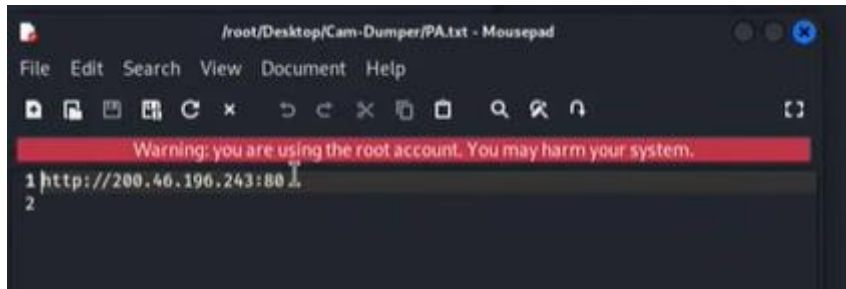 /root/Desktop/Cam-Dumper/PA.txt - Mousepad
File Edit Search View Document Help
Warning: you are using the root account. You may harm your system.
1 http://200.46.196.243:80
2